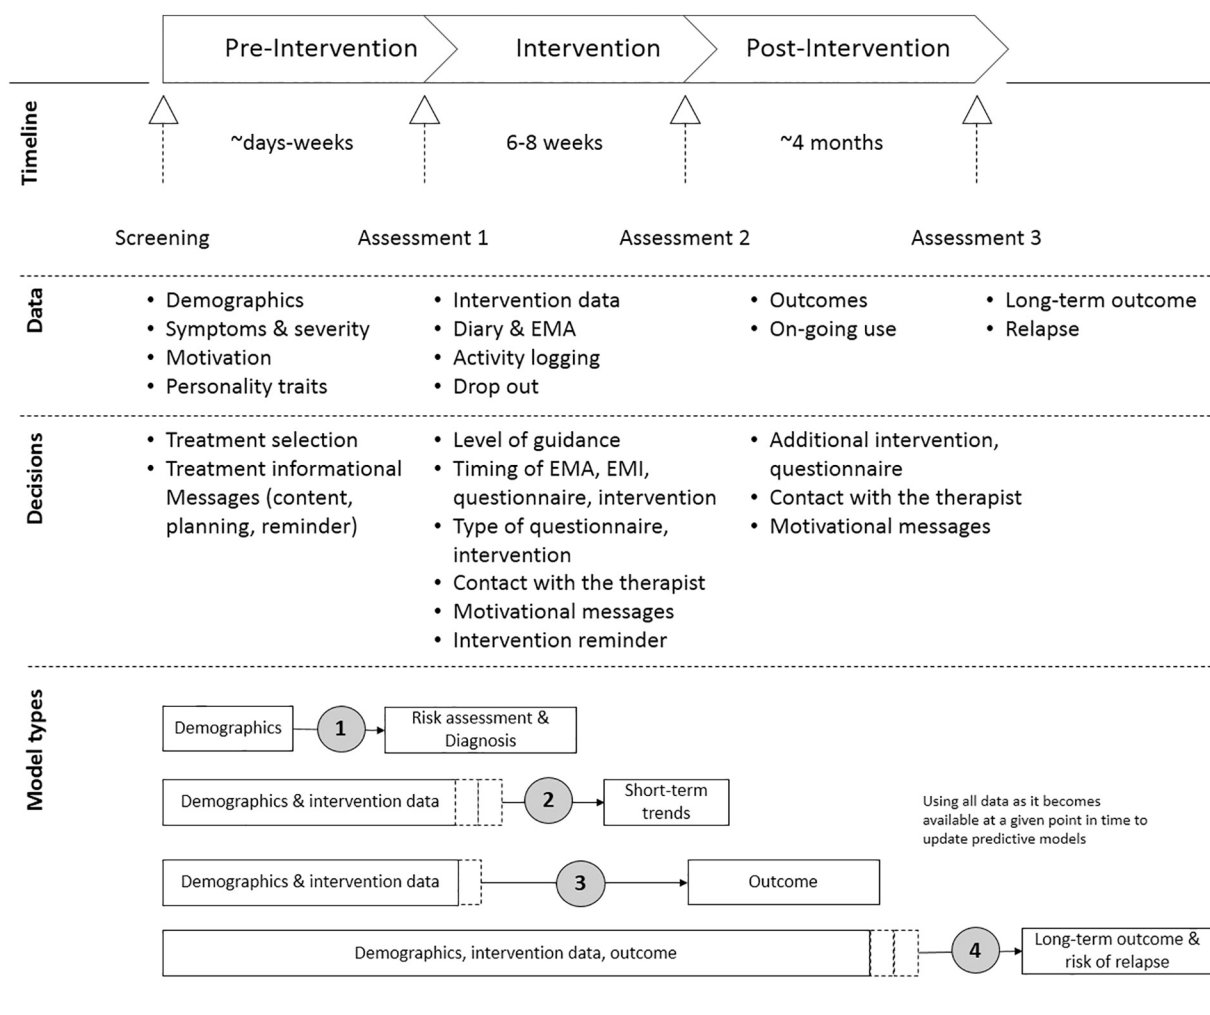 Pre-Intervention
Intervention
Post-Intervention
Timeline
~days-weeks
6-8 weeks
~4 months
Screening
Assessment 1
Assessment 2
Assessment 3
Data
• Demographics
• Symptoms & severity
• Motivation
• Personality traits
• Intervention data
• Diary & EMA
• Activity logging
• Drop out
• Outcomes
• On-going use
• Long-term outcome
• Relapse
Decisions
• Treatment selection
• Treatment informational
Messages (content,
planning, reminder)
• Level of guidance
• Timing of EMA, EMI,
questionnaire, intervention
• Type of questionnaire,
intervention
• Contact with the therapist
• Motivational messages
• Intervention reminder
• Additional intervention,
questionnaire
• Contact with the therapist
• Motivational messages
Model types
Demographics
1
Risk assessment &
Diagnosis
Demographics & intervention data
2
Short-term
trends
Using all data as it becomes
available at a given point in time to
update predictive models
Demographics & intervention data
3
Outcome
Demographics, intervention data, outcome
4
Long-term outcome &
risk of relapse